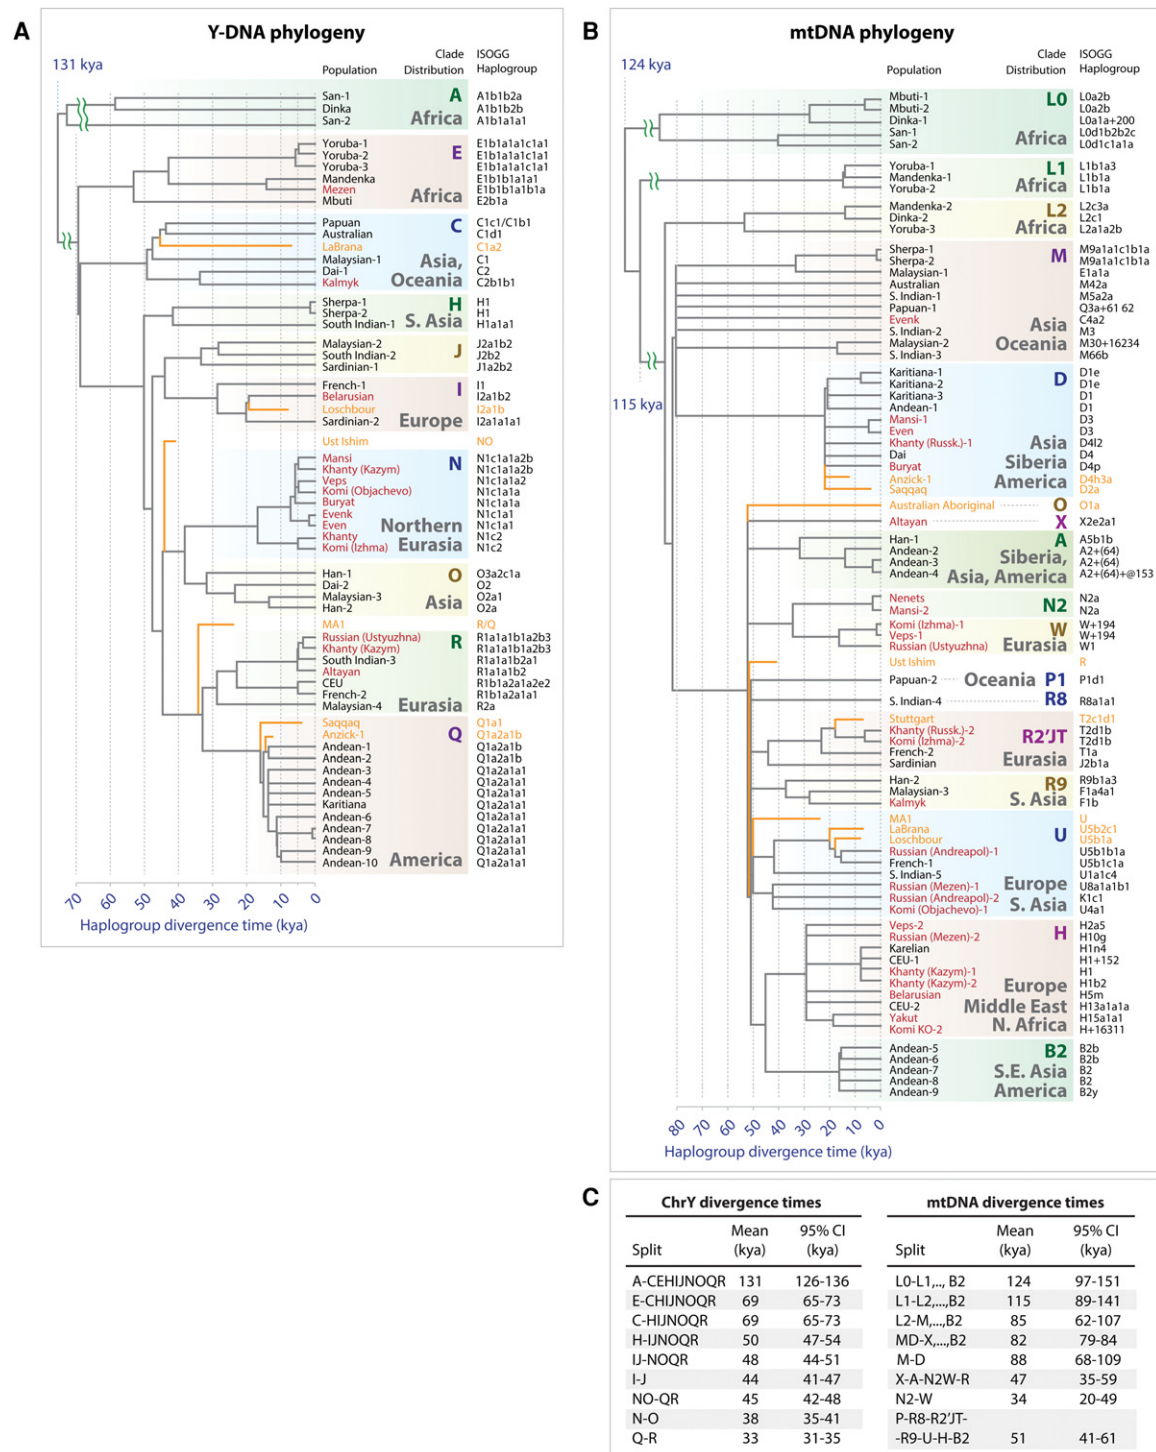 A
Y-DNA phylogeny
131 kya
Clade ISOGG
Population Distribution Haplogroup
San-1 A A1b1b2a
Dinka A1b1b2b
San-2 Africa A1b1a1a1
Yoruba-1 E1b1a1a1c1a1
Yoruba-2 E E1b1a1a1c1a1
Yoruba-3 E1b1a1a1c1a1
Mandenka E1b1b1a1a1
Mezen E1b1b1a1b1a
Mbuti Africa E2b1a
Papuan C C1c1/C1b1
Australian C1d1
LaBrana C1a2
Malaysian-1 Asia, C1
Dai-1 C2
Kalmyk Oceania C2b1b1
Sherpa-1 H H1
Sherpa-2 H1
South Indian-1 S. Asia H1a1a1
Malaysian-2 J2a1b2
South Indian-2 J J2b2
Sardinian-1 J1a2b2
French-1 I I1
Belarusian I2a1b2
Loschbour I2a1b
Sardinian-2 Europe I2a1a1a1
Ust Ishim NO
Mansi N N1c1a1a2b
Khanty (Kazym) N1c1a1a2b
Veps N1c1a1a2
Komi (Objachevo) N1c1a1a
Buryat N1c1a1a
Evenk N1c1a1
Even Northern N1c1a1
Khanty N1c2
Komi (Izhma) Eurasia N1c2
Han-1 O O3a2c1a
Dai-2 O2
Malaysian-3 O2a1
Han-2 Asia O2a
MA1 R/Q
Russian (Ustyuzhna) R R1a1a1b1a2b3
Khanty (Kazym) R1a1a1b1a2b3
South Indian-3 R1a1a1b2a1
Altayan R1a1a1b2
CEU R1b1a2a1a2e2
French-2 R1b1a2a1a1
Malaysian-4 Eurasia R2a
Saqqaq Q1a1
Anzick-1 Q Q1a2a1b
Andean-1 Q1a2a1b
Andean-2 Q1a2a1b
Andean-3 Q1a2a1a1
Andean-4 Q1a2a1a1
Andean-5 Q1a2a1a1
Karitiana Q1a2a1a1
Andean-6 Q1a2a1a1
Andean-7 Q1a2a1a1
Andean-8 Q1a2a1a1
Andean-9 Q1a2a1a1
Andean-10 America Q1a2a1a1
70 60 50 40 30 20 10 0
Haplogroup divergence time (kya)
B
mtDNA phylogeny
124 kya
Clade ISOGG
Population Distribution Haplogroup
Mbuti-1 L0 L0a2b
Mbuti-2 L0a2b
Dinka-1 L0a1a+200
San-1 Africa L0d1b2b2c
San-2 L0d1c1a1a
Yoruba-1 L1 L1b1a3
Mandenka-1 L1b1a
Yoruba-2 Africa L1b1a
Mandenka-2 L2 L2c3a
Dinka-2 L2c1
Yoruba-3 Africa L2a1a2b
Sherpa-1 M M9a1a1c1b1a
Sherpa-2 M9a1a1c1b1a
Malaysian-1 E1a1a
Australian M42a
S. Indian-1 M5a2a
Papuan-1 Q3a+61 62
Evenk Asia C4a2
S. Indian-2 M3
Malaysian-2 Oceania M30+16234
S. Indian-3 M66b
115 kya
Karitiana-1 D D1e
Karitiana-2 D1e
Karitiana-3 D1
Andean-1 D1
Mansi-1 D3
Even D3
Khanty (Russk.)-1 Asia D4l2
Dai D4
Buryat Siberia D4p
Anzick-1 America D4h3a
Saqqaq D2a
Australian Aboriginal O O1a
Altayan X X2e2a1
Han-1 A A5b1b
Andean-2 Siberia, A2+(64)
Andean-3 A2+(64)
Andean-4 Asia, America A2+(64)+@153
Nenets N2 N2a
Mansi-2 N2a
Komi (Izhma)-1 W W+194
Veps-1 W+194
Russian (Ustyuzhna) Eurasia W1
Ust Ishim R
Papuan-2 Oceania P1 P1d1
S. Indian-4 R8 R8a1a1
Stuttgart T2c1d1
Khanty (Russk.)-2 R2'JT T2d1b
Komi (Izhma)-2 T2d1b
French-2 Eurasia T1a
Sardinian J2b1a
Han-2 R9 R9b1a3
Malaysian-3 F1a4a1
Kalmyk S. Asia F1b
MA1 U
LaBrana U U5b2c1
Loschbour U5b1a
Russian (Andreapol)-1 U5b1b1a
French-1 U5b1c1a
S. Indian-5 U1a1c4
Russian (Mezen)-1 Europe U8a1a1b1
Russian (Andreapol)-2 K1c1
Komi (Objachevo)-1 S. Asia U4a1
Veps-2 H H2a5
Russian (Mezen)-2 H10g
Karelian H1n4
CEU-1 H1+152
Khanty (Kazym)-1 H1
Khanty (Kazym)-2 Europe H1b2
Belarusian H5m
CEU-2 Middle East H13a1a1a
Yakut N. Africa H15a1a1
Komi KO-2 H+16311
Andean-5 B2 B2b
Andean-6 B2b
Andean-7 S.E. Asia B2
Andean-8 B2
Andean-9 America B2y
80 70 60 50 40 30 20 10 0
Haplogroup divergence time (kya)
C
ChrY divergence times
Mean 95% CI
Split (kya) (kya)
A-CEHIJNOQR 131 126-136
E-CHIJNOQR 69 65-73
C-HIJNOQR 69 65-73
H-IJNOQR 50 47-54
IJ-NOQR 48 44-51
I-J 44 41-47
NO-QR 45 42-48
N-O 38 35-41
Q-R 33 31-35
mtDNA divergence times
Mean 95% CI
Split (kya) (kya)
L0-L1,.., B2 124 97-151
L1-L2,...,B2 115 89-141
L2-M,...,B2 85 62-107
MD-X,...,B2 82 79-84
M-D 88 68-109
X-A-N2W-R 47 35-59
N2-W 34 20-49
P-R8-R2'JT-
-R9-U-H-B2 51 41-61